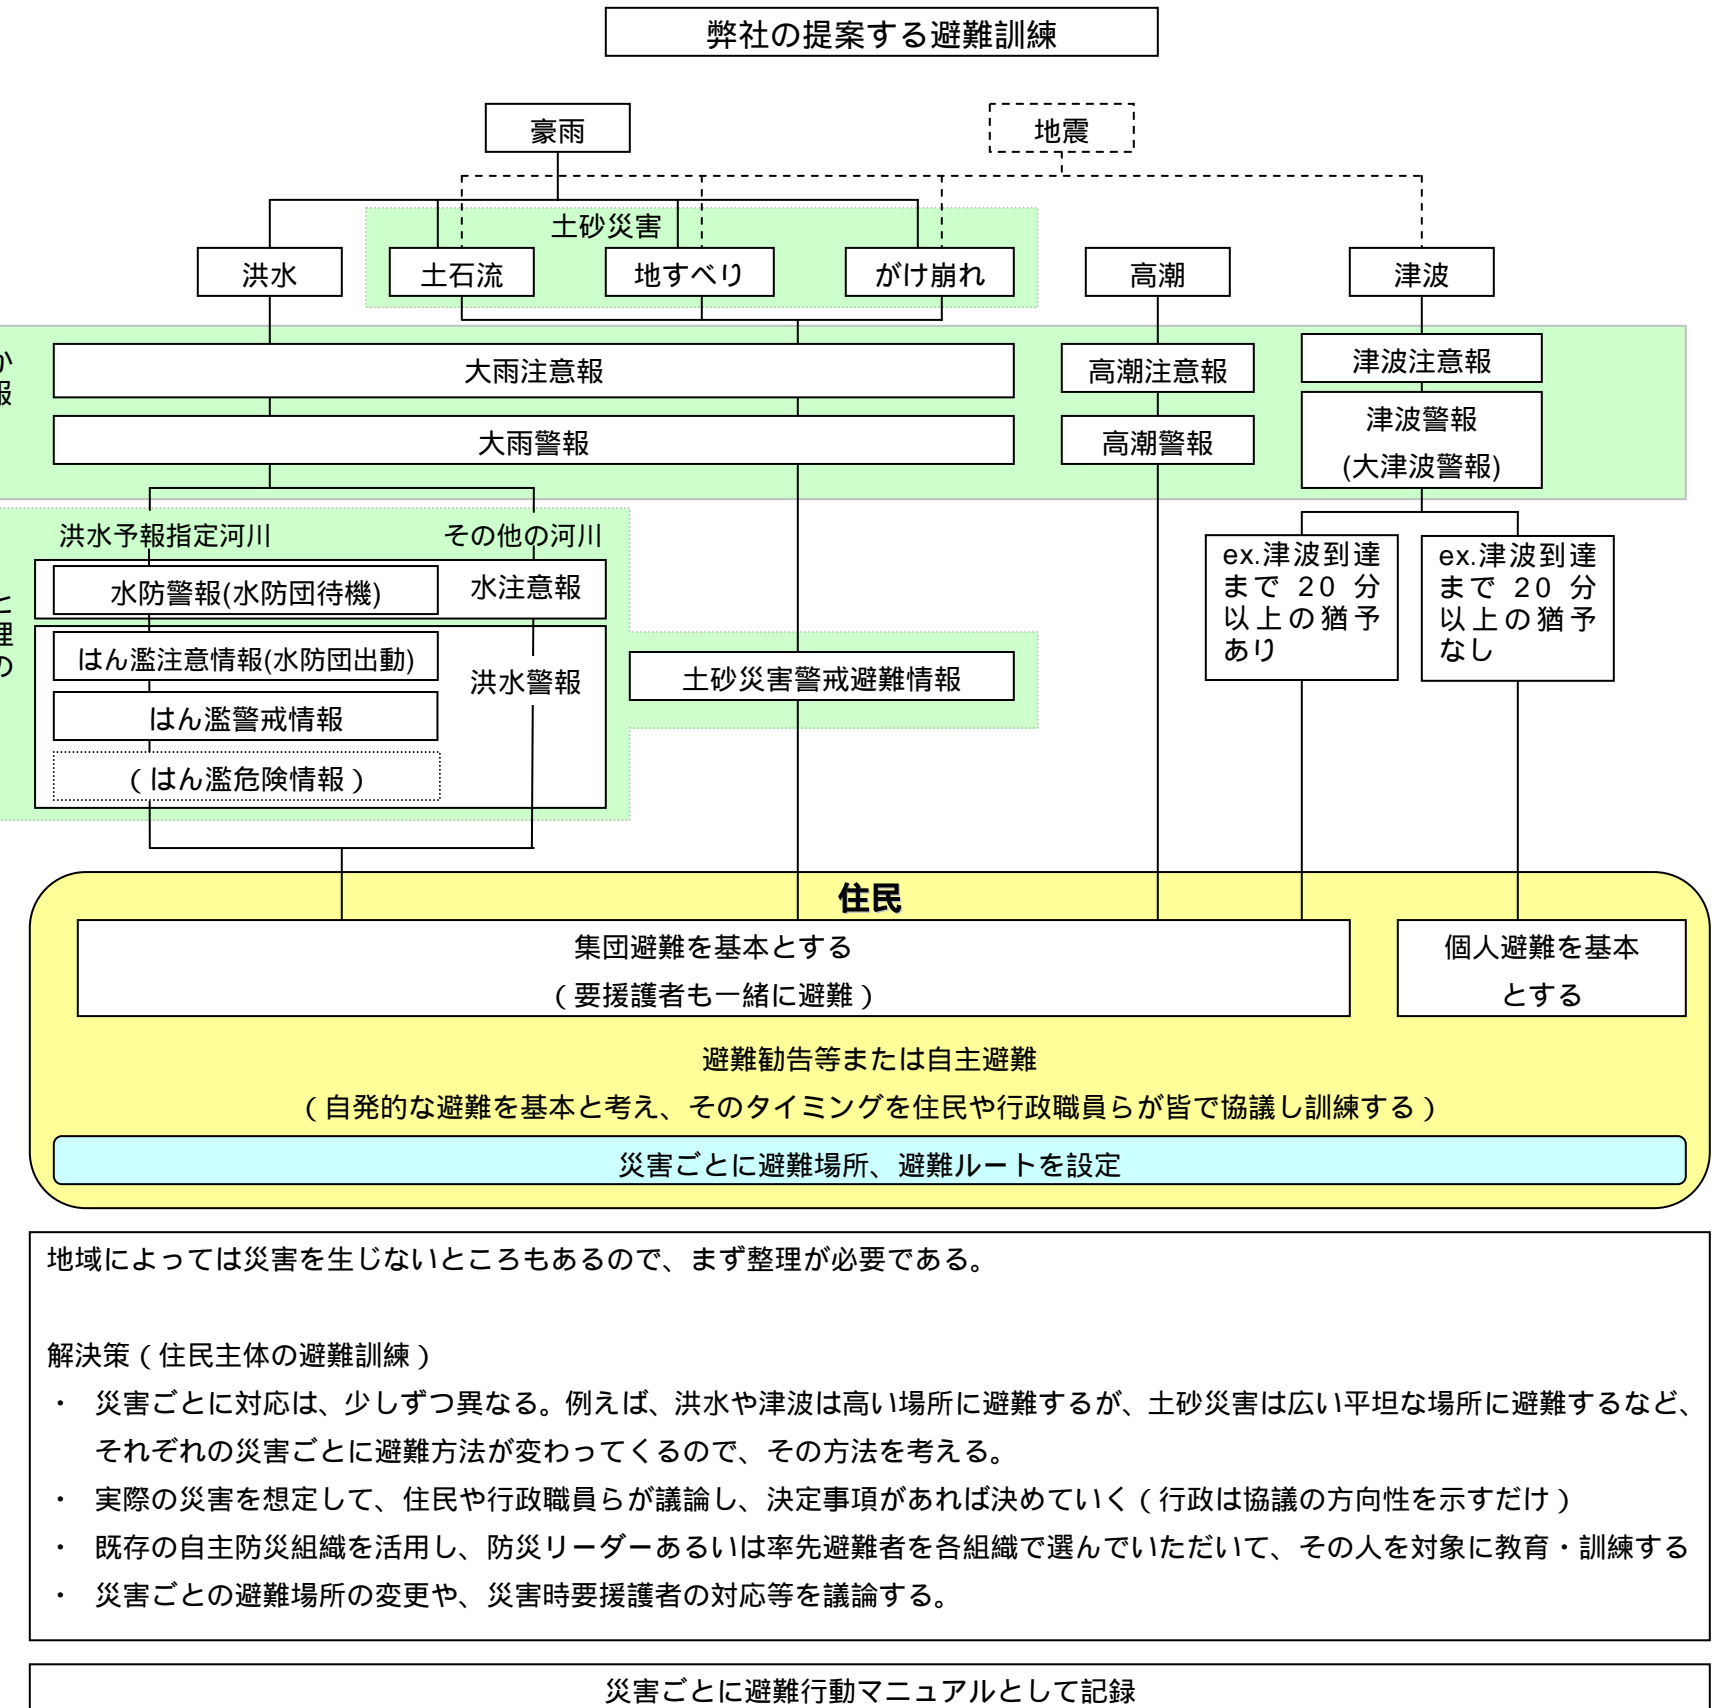 弊社の提案する避難訓練
豪雨
地震
土砂災害
洪水
土石流
地すべり
がけ崩れ
高潮
津波
か
報
大雨注意報
高潮注意報
津波注意報
大雨警報
高潮警報
津波警報
(大津波警報)
洪水予報指定河川
その他の河川
水防警報(水防団待機)
水注意報
と
理
の
はん濫注意情報(水防団出動)
洪水警報
はん濫警戒情報
(はん濫危険情報)
土砂災害警戒避難情報
ex.津波到達
まで 20 分
以上の猶予
あり
ex.津波到達
まで 20 分
以上の猶予
なし
住民
集団避難を基本とする
(要援護者も一緒に避難)
個人避難を基本
とする
避難勧告等または自主避難
(自発的な避難を基本と考え、そのタイミングを住民や行政職員らが皆で協議し訓練する)
災害ごとに避難場所、避難ルートを設定
地域によっては災害を生じないところもあるので、まず整理が必要である。
解決策(住民主体の避難訓練)
・ 災害ごとに対応は、少しずつ異なる。例えば、洪水や津波は高い場所に避難するが、土砂災害は広い平坦な場所に避難するなど、
それぞれの災害ごとに避難方法が変わってくるので、その方法を考える。
・ 実際の災害を想定して、住民や行政職員らが議論し、決定事項があれば決めていく(行政は協議の方向性を示すだけ)
・ 既存の自主防災組織を活用し、防災リーダーあるいは率先避難者を各組織で選んでいただいて、その人を対象に教育・訓練する
・ 災害ごとの避難場所の変更や、災害時要援護者の対応等を議論する。
災害ごとに避難行動マニュアルとして記録